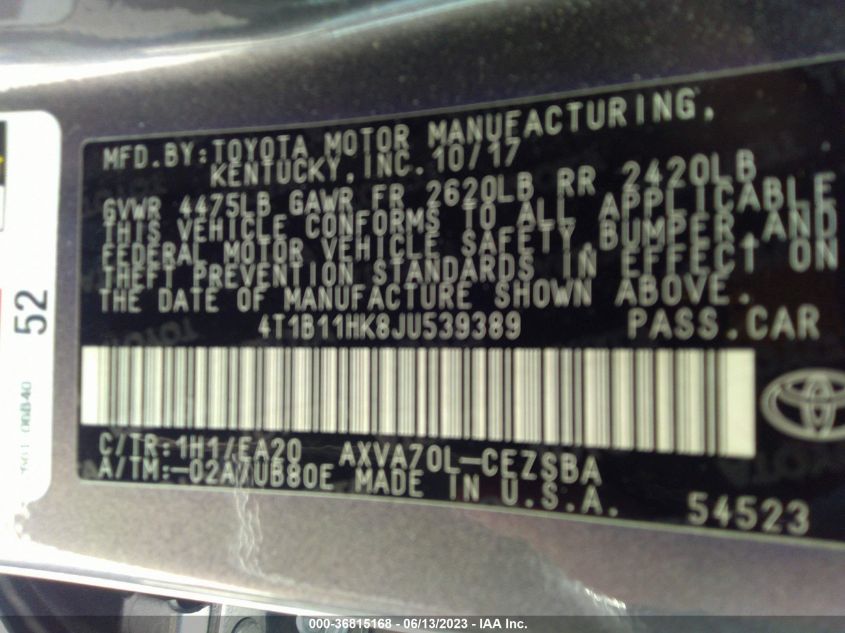 MFD.BY:TOYOTA MOTOR MANUFACTURING,
KENTUCKY,INC. 10/17
GVWR 4475LB GAWR FR 2620LB RR 2420LB
THIS VEHICLE CONFORMS TO ALL APPLICABLE
FEDERAL MOTOR VEHICLE SAFETY,BUMPER,AND
THEFT PREVENTION STANDARDS IN EFFECT ON
THE DATE OF MANUFACTURE SHOWN ABOVE.
4T1B11HK8JU539389 PASS.CAR
C/TR:1H1/EA20 AXVA70L-CEZSBA
A/TM:-02A/UB80E MADE IN U.S.A.
54523
52
000-36815168 - 06/13/2023 - IAA Inc.